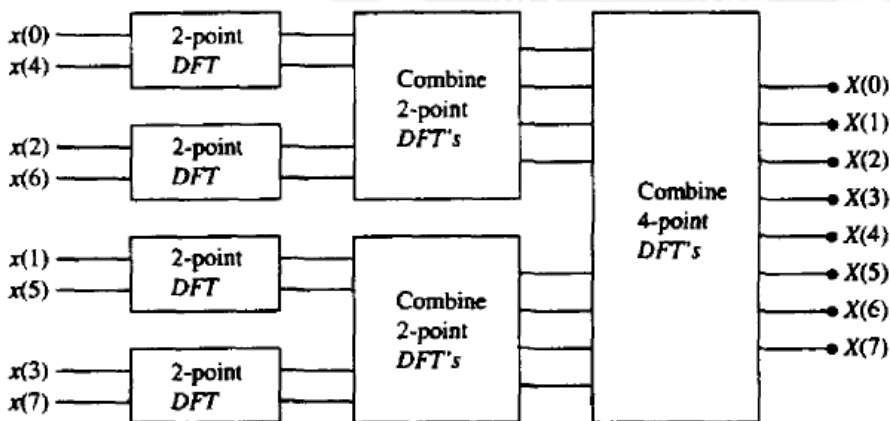 x(0)
x(4)
2-point
DFT
x(2)
x(6)
2-point
DFT
Combine
2-point
DFT's
x(1)
x(5)
2-point
DFT
x(3)
x(7)
2-point
DFT
Combine
2-point
DFT's
Combine
4-point
DFT's
X(0)
X(1)
X(2)
X(3)
X(4)
X(5)
X(6)
X(7)